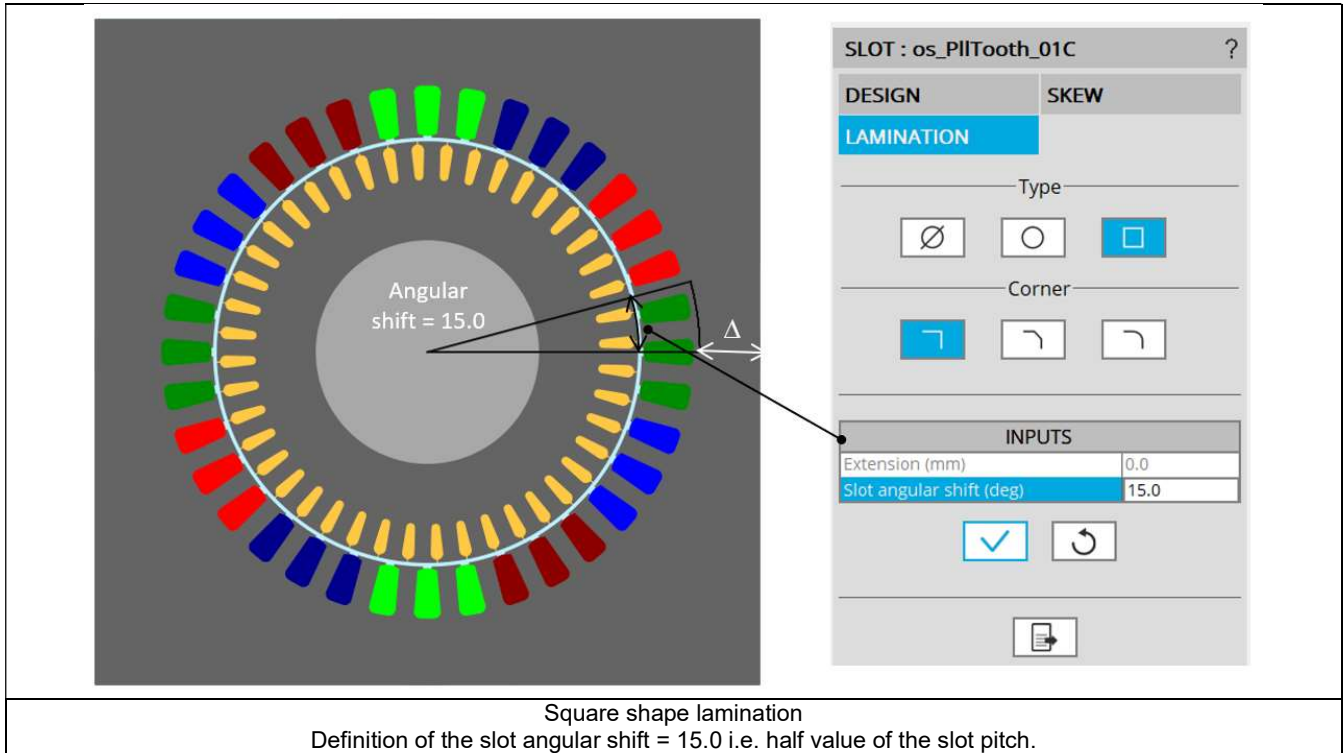 SLOT : os_PllTooth_01C ?
DESIGN SKEW
LAMINATION
Type
Corner
Angular
shift = 15.0
Δ
INPUTS
Extension (mm) 0.0
Slot angular shift (deg) 15.0
Square shape lamination
Definition of the slot angular shift = 15.0 i.e. half value of the slot pitch.